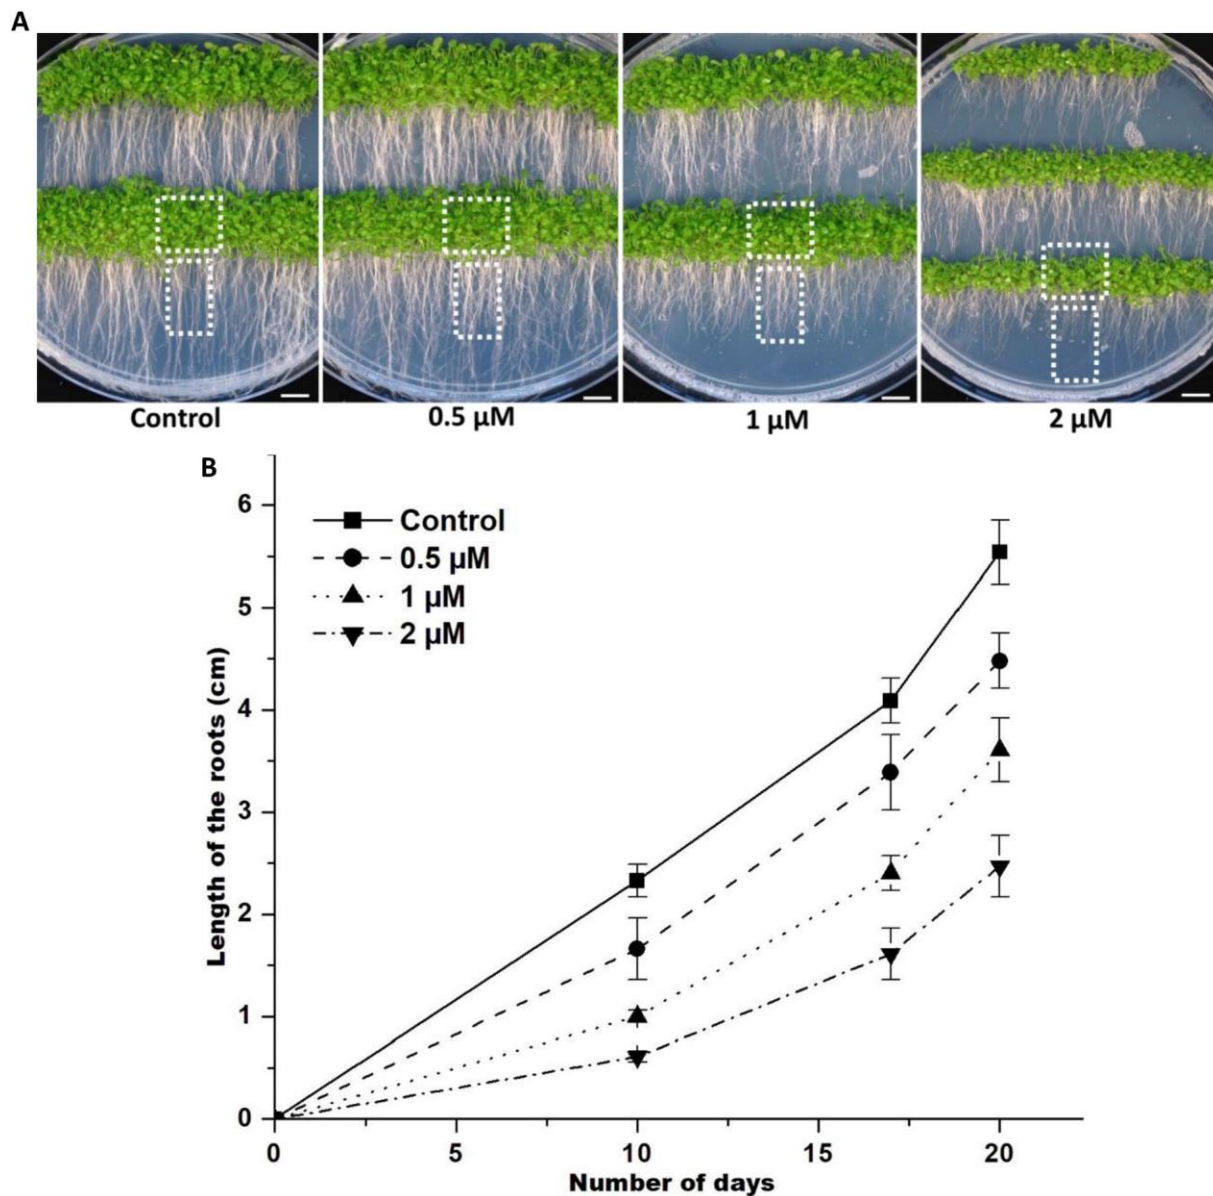 A
Control
0.5 µM
1 µM
2 µM
B
Control
0.5 µM
1 µM
2 µM
Length of the roots (cm)
6
5
4
3
2
1
0
0 5 10 15 20
Number of days